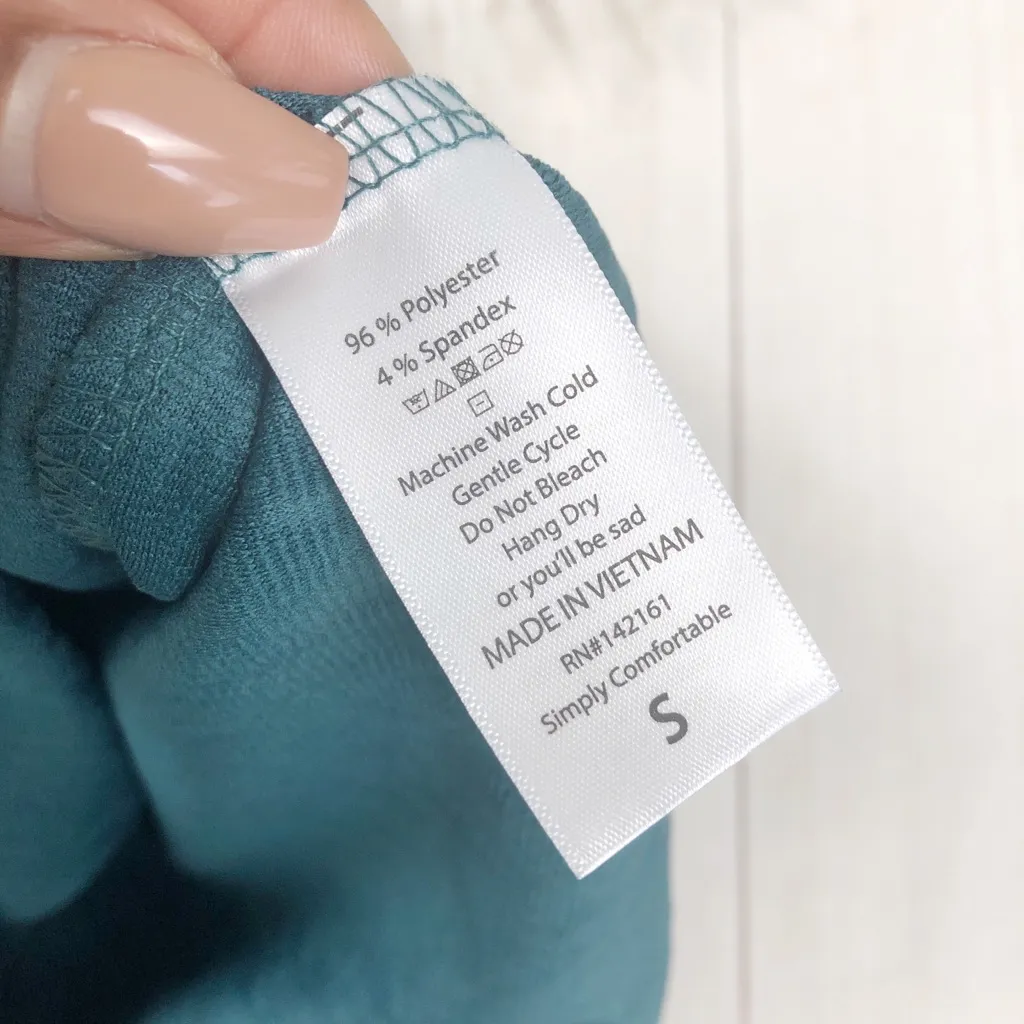 96 % Polyester
4 % Spandex
Machine Wash Cold
Gentle Cycle
Do Not Bleach
Hang Dry
or you'll be sad
MADE IN VIETNAM
RN#142161
Simply Comfortable
S